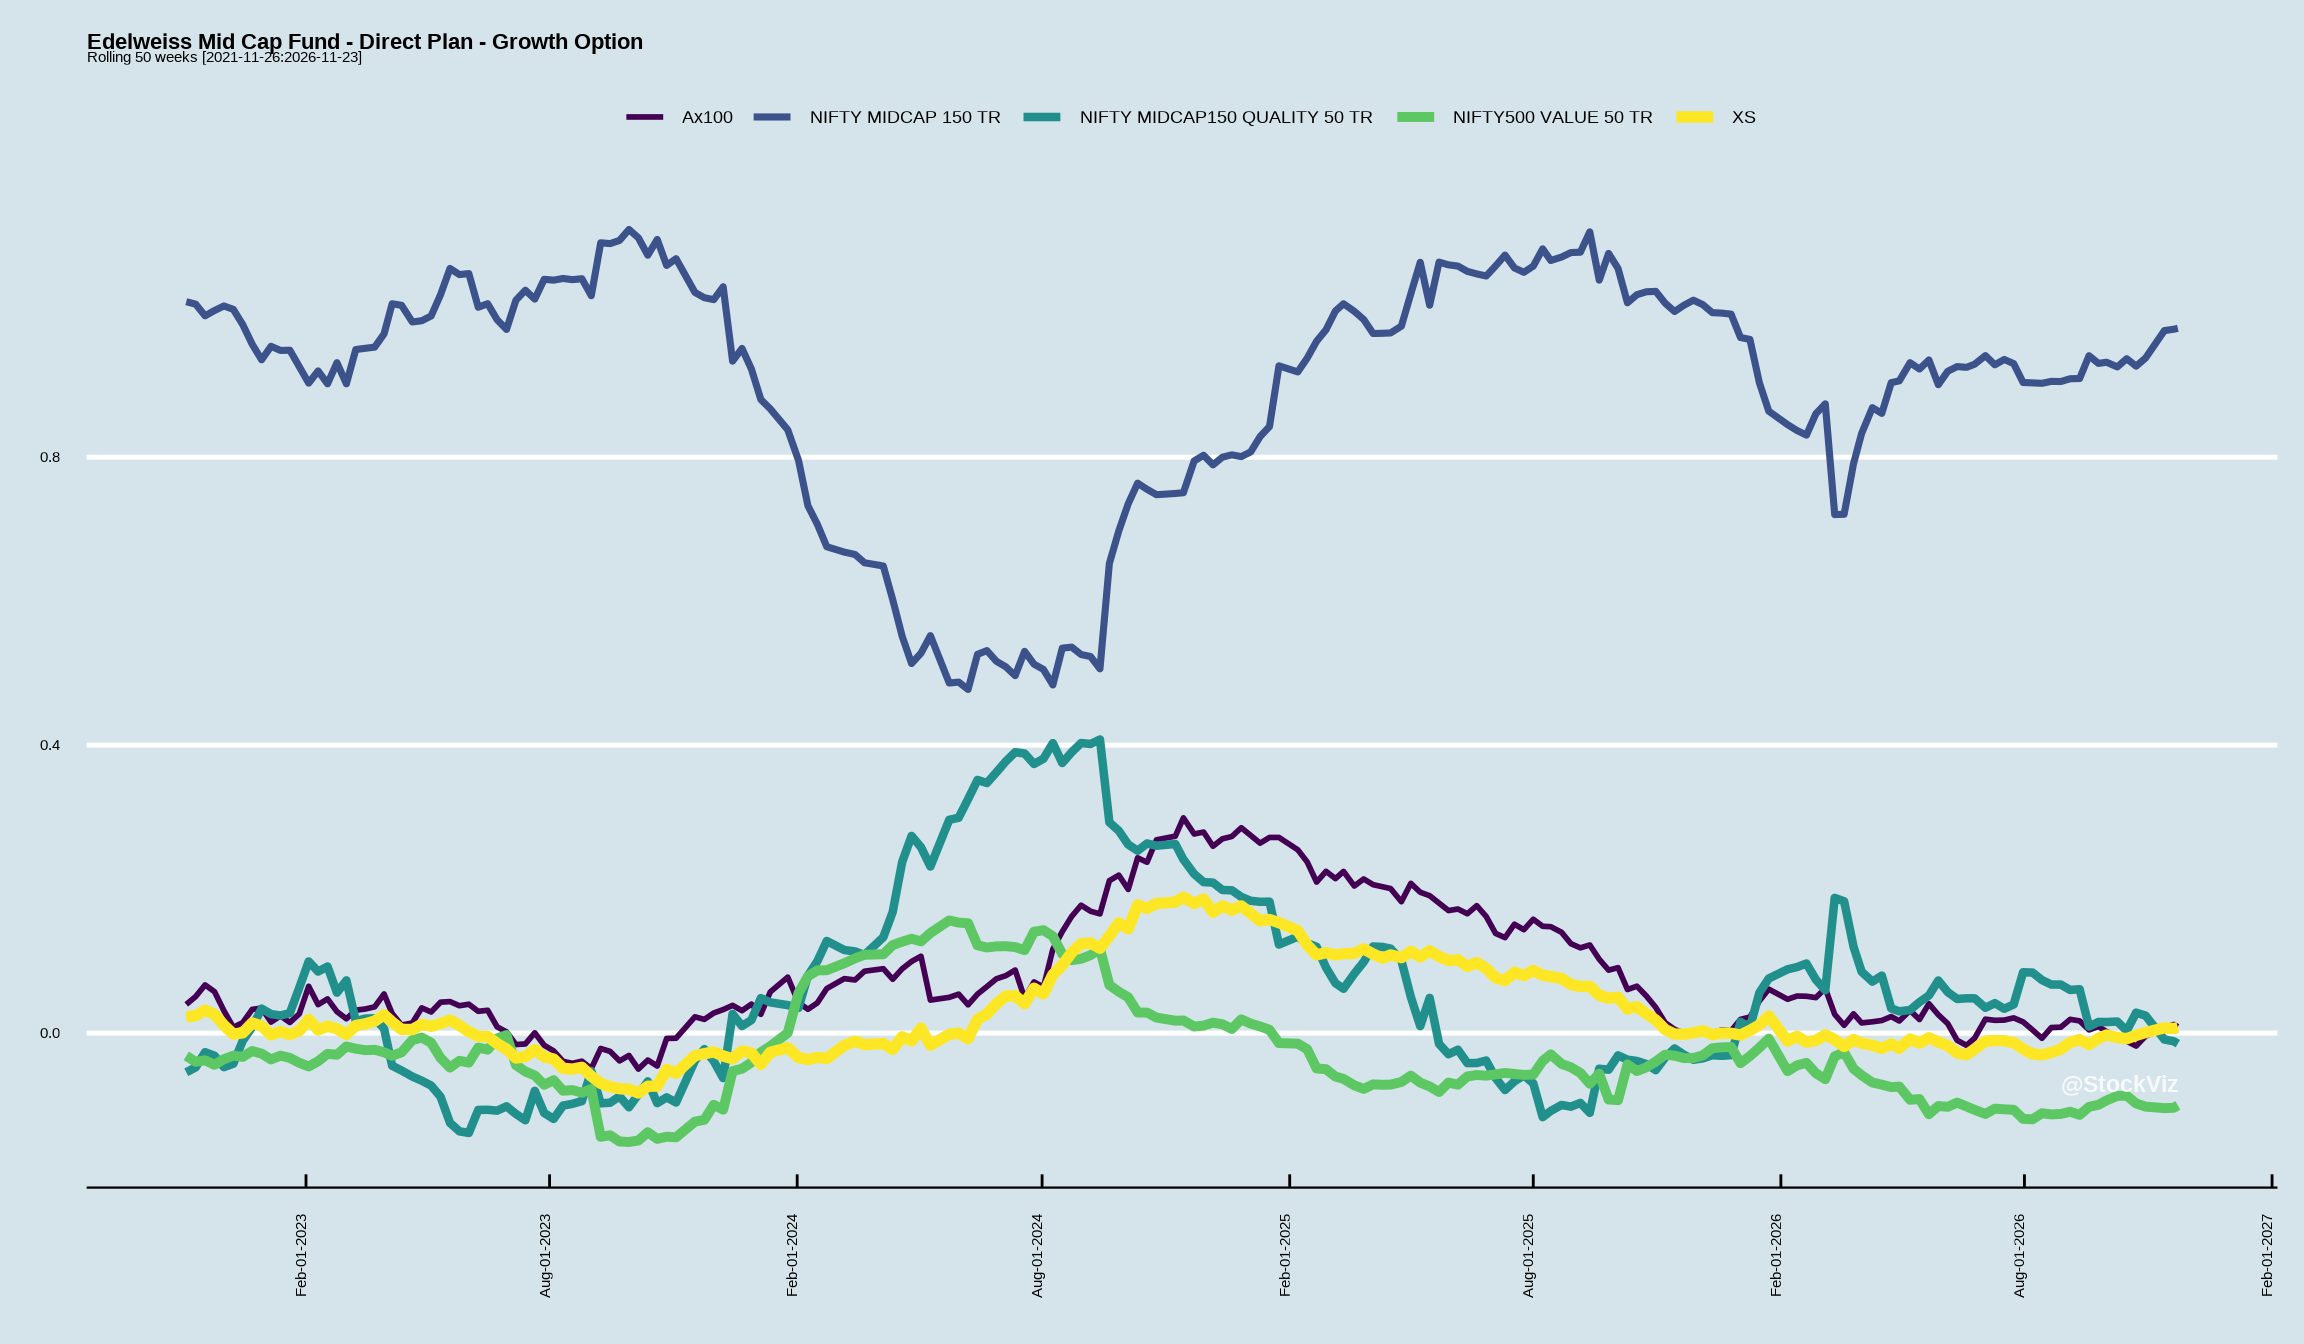 Edelweiss Mid Cap Fund - Direct Plan - Growth Option
Rolling 50 weeks [2021-11-26:2026-11-23]
Ax100 NIFTY MIDCAP 150 TR NIFTY MIDCAP150 QUALITY 50 TR NIFTY500 VALUE 50 TR XS
0.8
0.4
0.0
@StockViz
Feb-01-2023
Aug-01-2023
Feb-01-2024
Aug-01-2024
Feb-01-2025
Aug-01-2025
Feb-01-2026
Aug-01-2026
Feb-01-2027